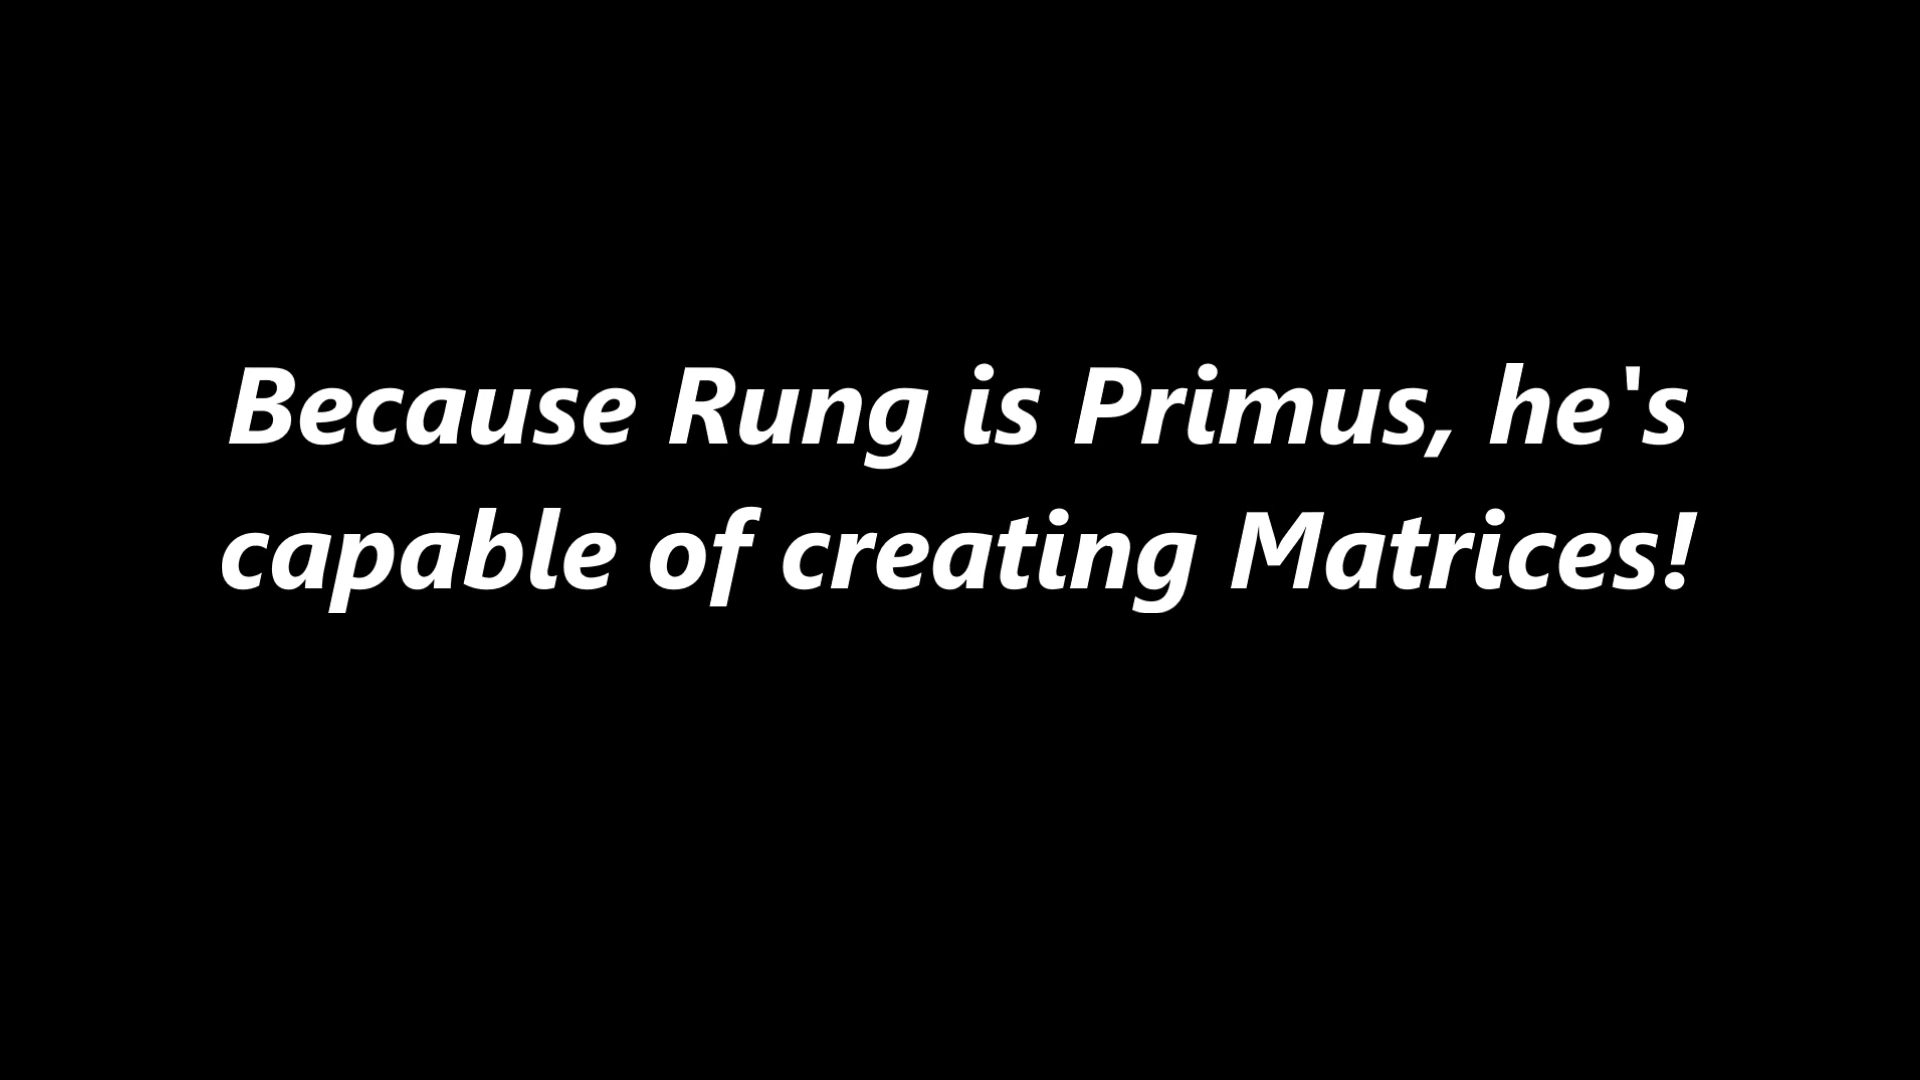 Because Rung is Primus, he's
capable of creating Matrices!